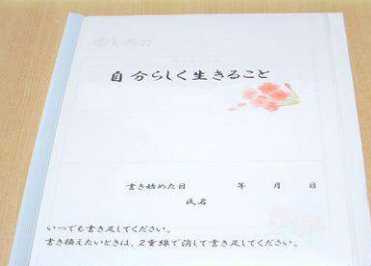 自分らしく生きること
書き始めた日 年 月 日
氏名
いつでも書き足してください。
書き換えたいときは、2重線で消して書き足してください。